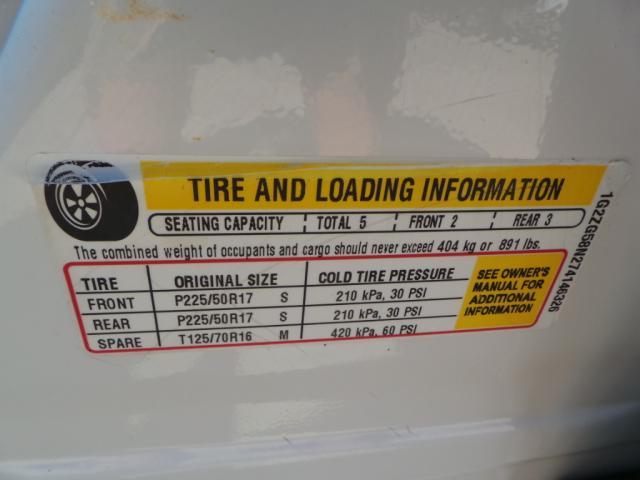 TIRE AND LOADING INFORMATION
SEATING CAPACITY TOTAL 5 FRONT 2 REAR 3
The combined weight of occupants and cargo should never exceed 404 kg or 891 lbs.
TIRE ORIGINAL SIZE COLD TIRE PRESSURE
FRONT P225/50R17 S 210 kPa, 30 PSI
REAR P225/50R17 S 210 kPa, 30 PSI
SPARE T125/70R16 M 420 kPa, 60 PSI
SEE OWNER'S
MANUAL FOR
ADDITIONAL
INFORMATION
1G2ZG58N274146326